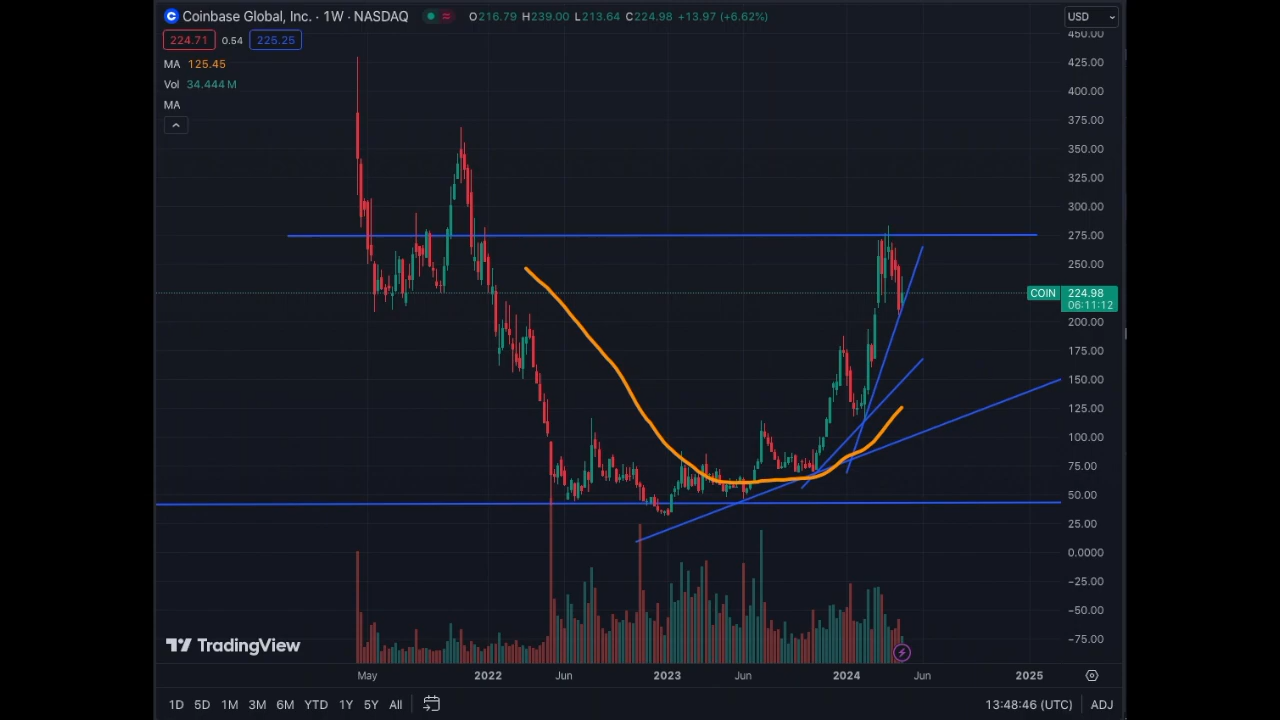 Coinbase Global, Inc. · 1W · NASDAQ O216.79 H239.00 L213.64 C224.98 +13.97 (+6.62%) USD
224.71 0.54 225.25
MA 125.45
Vol 34.444 M
MA
450.00
425.00
400.00
375.00
350.00
325.00
300.00
275.00
250.00
COIN 224.98
06:11:12
200.00
175.00
150.00
125.00
100.00
75.00
50.00
25.00
0.0000
−25.00
−50.00
−75.00
TradingView
May 2022 Jun 2023 Jun 2024 Jun 2025
1D 5D 1M 3M 6M YTD 1Y 5Y All 13:48:46 (UTC) ADJ